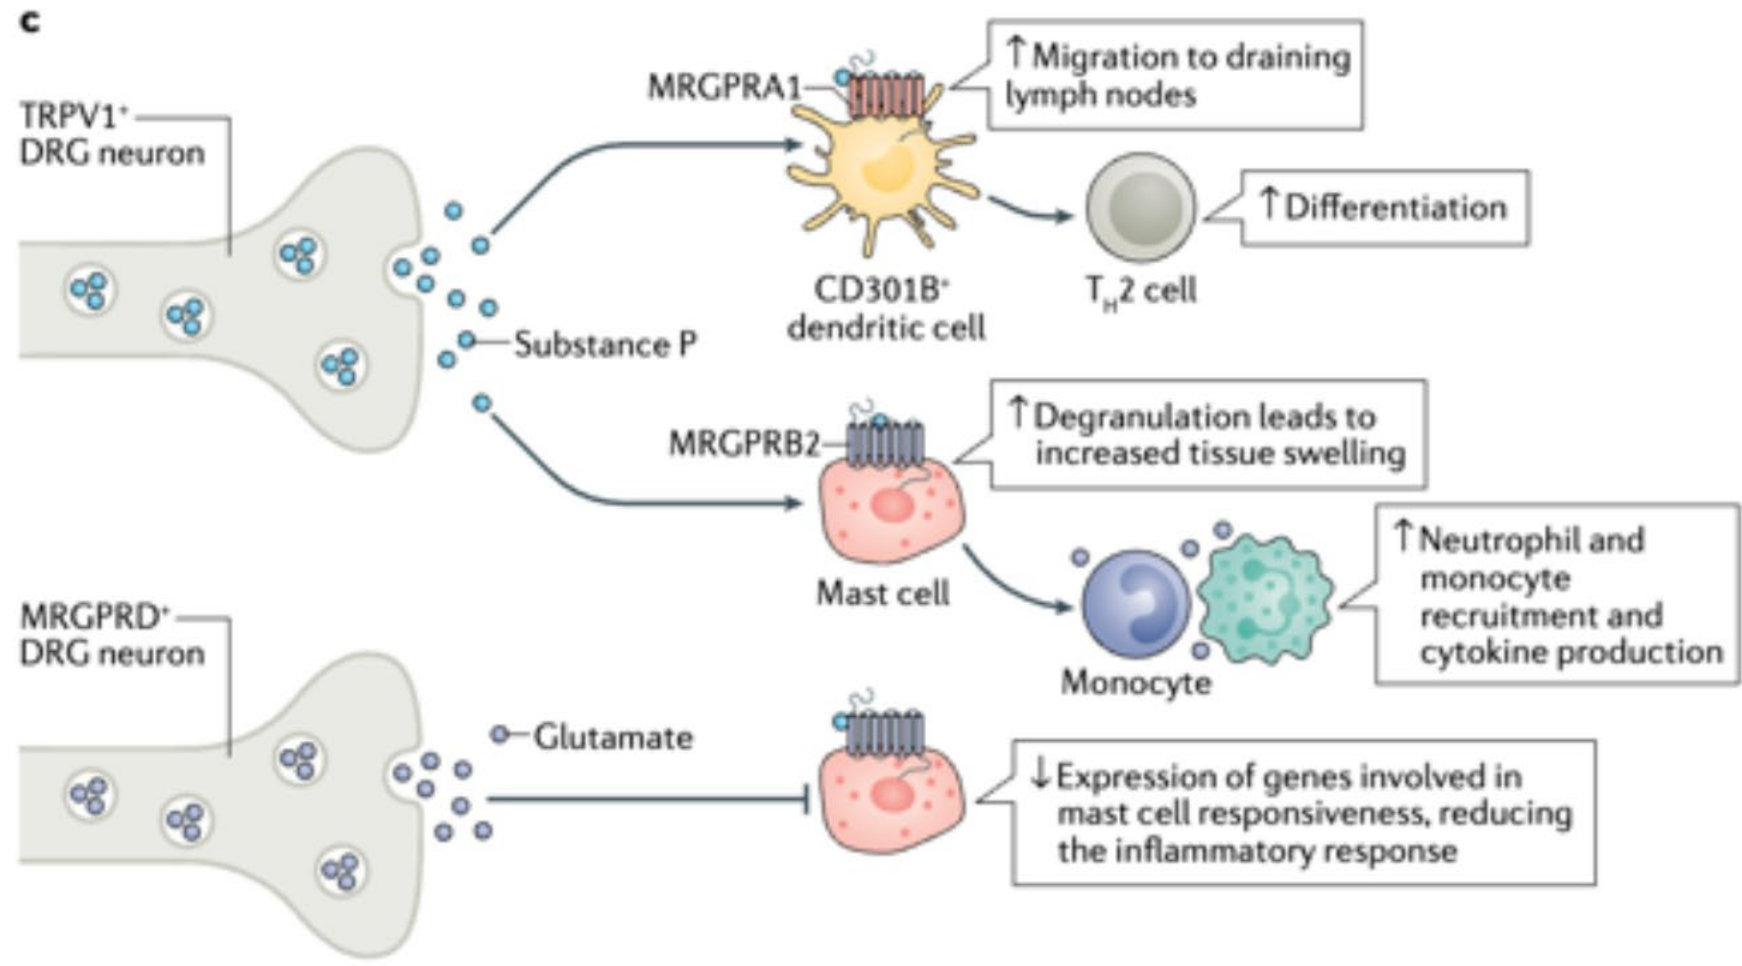 c
TRPV1⁺
DRG neuron
MRGPRA1
↑Migration to draining
lymph nodes
↑Differentiation
CD301B⁺
dendritic cell
T_H2 cell
Substance P
MRGPRB2
↑Degranulation leads to
increased tissue swelling
Mast cell
↑Neutrophil and
monocyte
recruitment and
cytokine production
Monocyte
MRGPRD⁺
DRG neuron
Glutamate
↓Expression of genes involved in
mast cell responsiveness, reducing
the inflammatory response